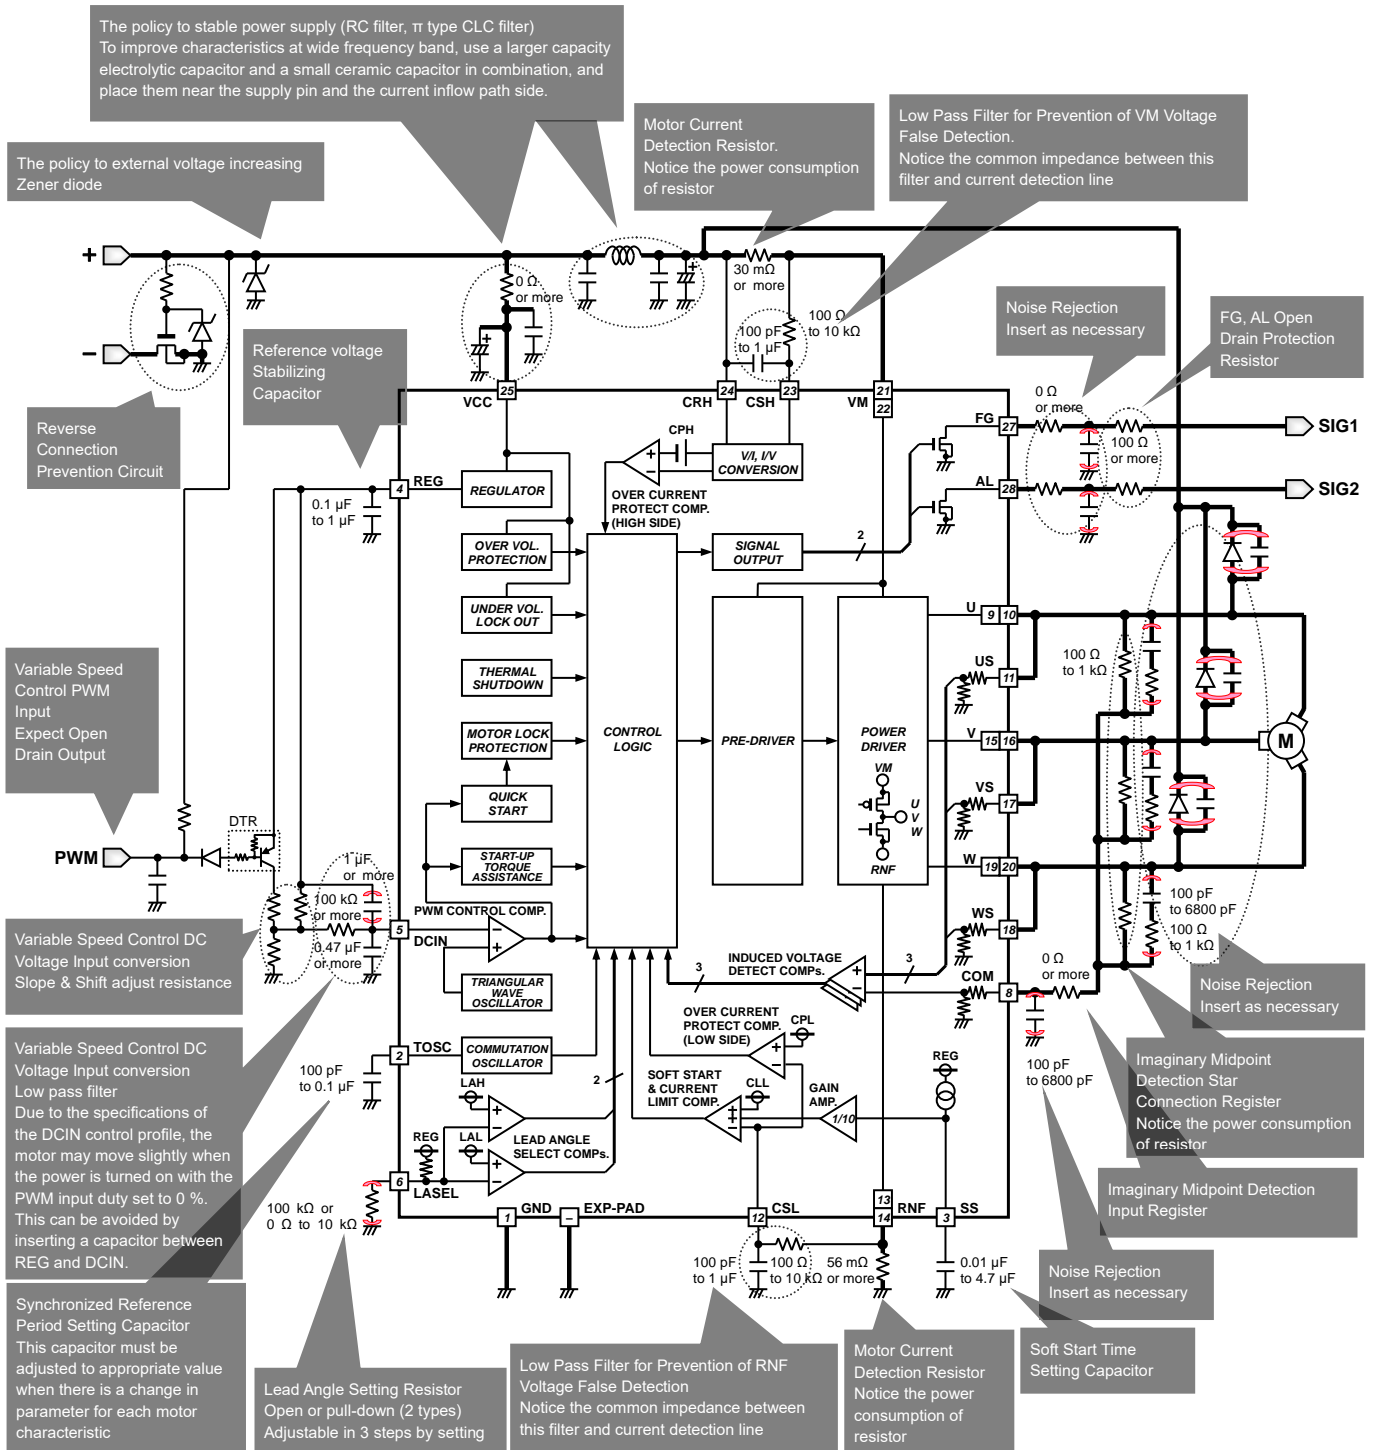 The policy to stable power supply (RC filter, π type CLC filter)
To improve characteristics at wide frequency band, use a larger capacity
electrolytic capacitor and a small ceramic capacitor in combination, and
place them near the supply pin and the current inflow path side.
Motor Current
Detection Resistor.
Notice the power consumption
of resistor
Low Pass Filter for Prevention of VM Voltage
False Detection.
Notice the common impedance between this
filter and current detection line
The policy to external voltage increasing
Zener diode
+
−
30 mΩ
or more
0 Ω
or more
100 Ω
to 10 kΩ
100 pF
to 1 µF
Noise Rejection
Insert as necessary
FG, AL Open
Drain Protection
Resistor
Reference voltage
Stabilizing
Capacitor
Reverse
Connection
Prevention Circuit
25
VCC
24
CRH
23
CSH
21
22
VM
0 Ω
or more
FG
27
100 Ω
or more
SIG1
AL
28
SIG2
CPH
V/I, I/V
CONVERSION
OVER CURRENT
PROTECT COMP.
(HIGH SIDE)
4
REG
REGULATOR
0.1 µF
to 1 µF
OVER VOL.
PROTECTION
UNDER VOL.
LOCK OUT
THERMAL
SHUTDOWN
MOTOR LOCK
PROTECTION
QUICK
START
START-UP
TORQUE
ASSISTANCE
CONTROL
LOGIC
SIGNAL
OUTPUT
2
PRE-DRIVER
POWER
DRIVER
VM
U
V
W
RNF
U
9
10
US
11
V
15
16
VS
17
W
19
20
WS
18
COM
8
100 Ω
to 1 kΩ
M
100 pF
to 6800 pF
100 Ω
to 1 kΩ
0 Ω
or more
100 pF
to 6800 pF
Variable Speed
Control PWM
Input
Expect Open
Drain Output
PWM
DTR
1 µF
or more
100 kΩ
or more
0.47 µF
or more
PWM CONTROL COMP.
5
DCIN
TRIANGULAR
WAVE
OSCILLATOR
2
TOSC
COMMUTATION
OSCILLATOR
100 pF
to 0.1 µF
INDUCED VOLTAGE
DETECT COMPs.
3
3
OVER CURRENT
PROTECT COMP.
(LOW SIDE)
CPL
SOFT START
& CURRENT
LIMIT COMP.
CLL
GAIN
AMP.
1/10
REG
2
LAH
REG
LAL
LEAD ANGLE
SELECT COMPs.
6
LASEL
100 kΩ or
0 Ω to 10 kΩ
1
GND
–
EXP-PAD
12
CSL
13
14
RNF
3
SS
100 pF
to 1 µF
100 Ω
to 10 kΩ
56 mΩ
or more
0.01 µF
to 4.7 µF
Variable Speed Control DC
Voltage Input conversion
Slope & Shift adjust resistance
Variable Speed Control DC
Voltage Input conversion
Low pass filter
Due to the specifications of
the DCIN control profile, the
motor may move slightly when
the power is turned on with the
PWM input duty set to 0 %.
This can be avoided by
inserting a capacitor between
REG and DCIN.
Synchronized Reference
Period Setting Capacitor
This capacitor must be
adjusted to appropriate value
when there is a change in
parameter for each motor
characteristic
Lead Angle Setting Resistor
Open or pull-down (2 types)
Adjustable in 3 steps by setting
Low Pass Filter for Prevention of RNF
Voltage False Detection
Notice the common impedance between
this filter and current detection line
Motor Current
Detection Resistor
Notice the power
consumption of
resistor
Soft Start Time
Setting Capacitor
Noise Rejection
Insert as necessary
Imaginary Midpoint Detection
Input Register
Imaginary Midpoint
Detection Star
Connection Register
Notice the power consumption
of resistor
Noise Rejection
Insert as necessary